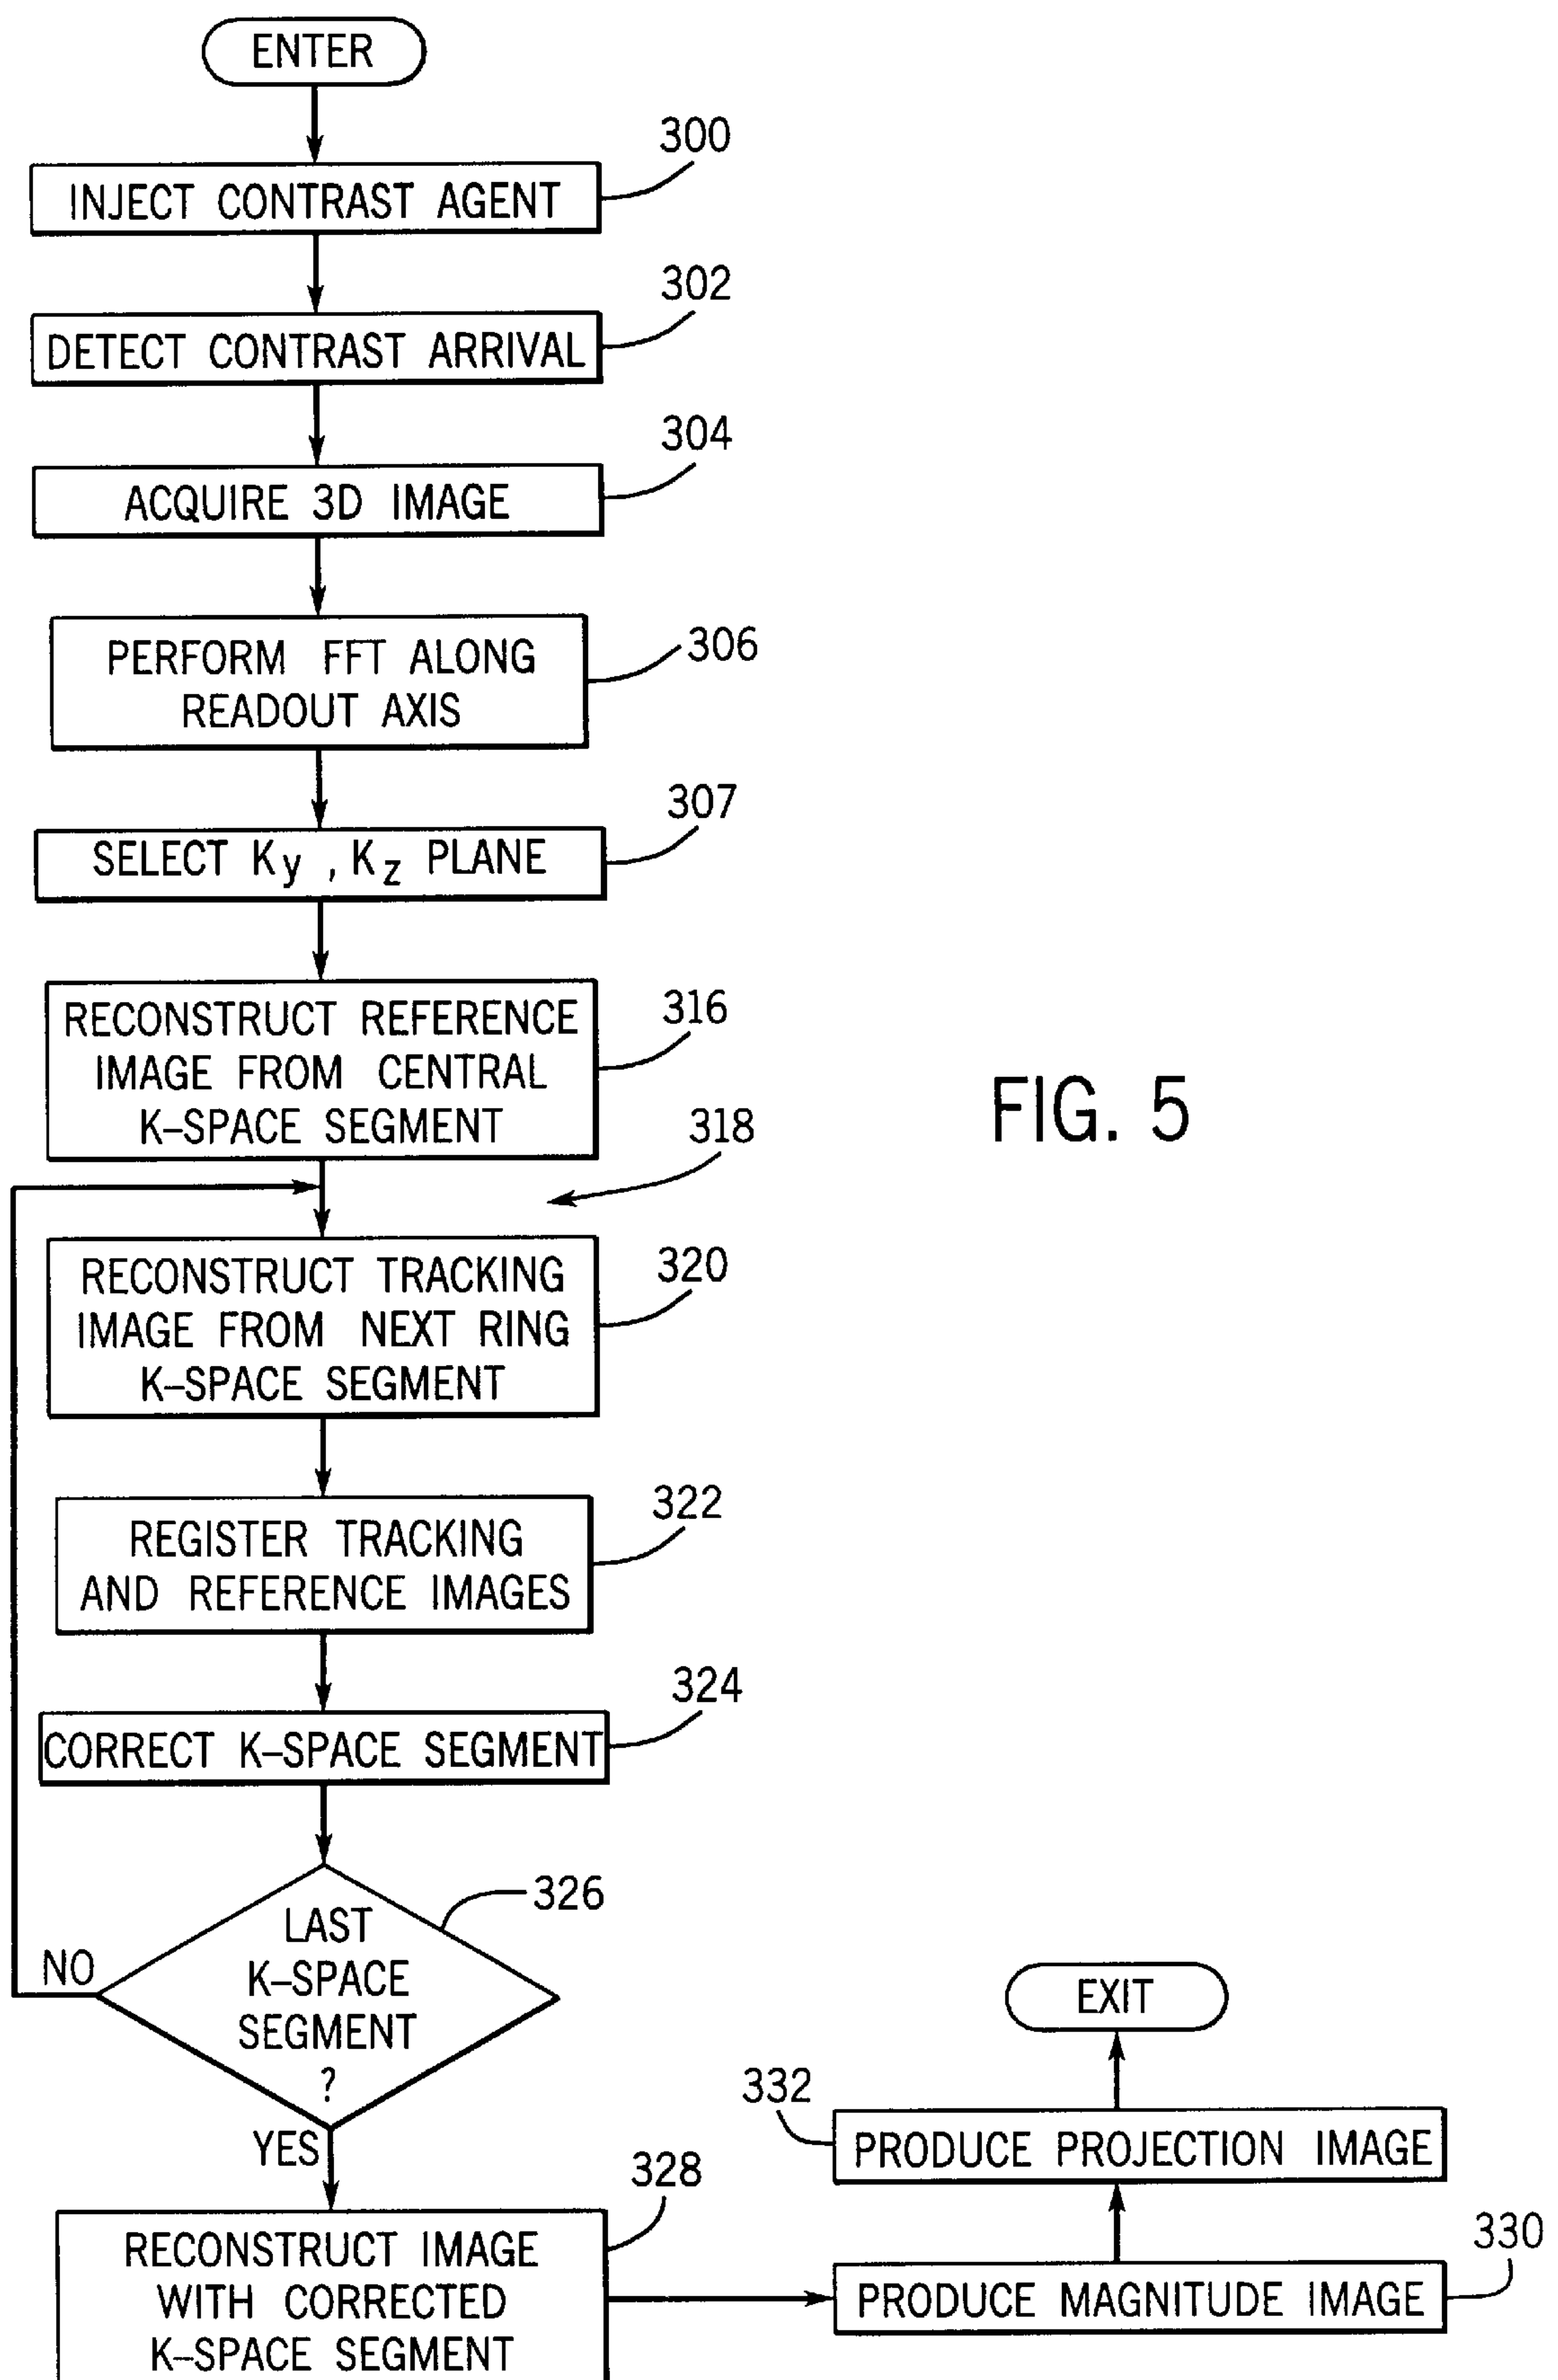 ENTER
300
INJECT CONTRAST AGENT
302
DETECT CONTRAST ARRIVAL
304
ACQUIRE 3D IMAGE
306
PERFORM FFT ALONG
READOUT AXIS
307
SELECT Ky , Kz PLANE
316
RECONSTRUCT REFERENCE
IMAGE FROM CENTRAL
K-SPACE SEGMENT
FIG. 5
318
320
RECONSTRUCT TRACKING
IMAGE FROM NEXT RING
K-SPACE SEGMENT
322
REGISTER TRACKING
AND REFERENCE IMAGES
324
CORRECT K-SPACE SEGMENT
326
LAST
K-SPACE
SEGMENT
?
NO
YES
328
RECONSTRUCT IMAGE
WITH CORRECTED
K-SPACE SEGMENT
330
PRODUCE MAGNITUDE IMAGE
332
PRODUCE PROJECTION IMAGE
EXIT